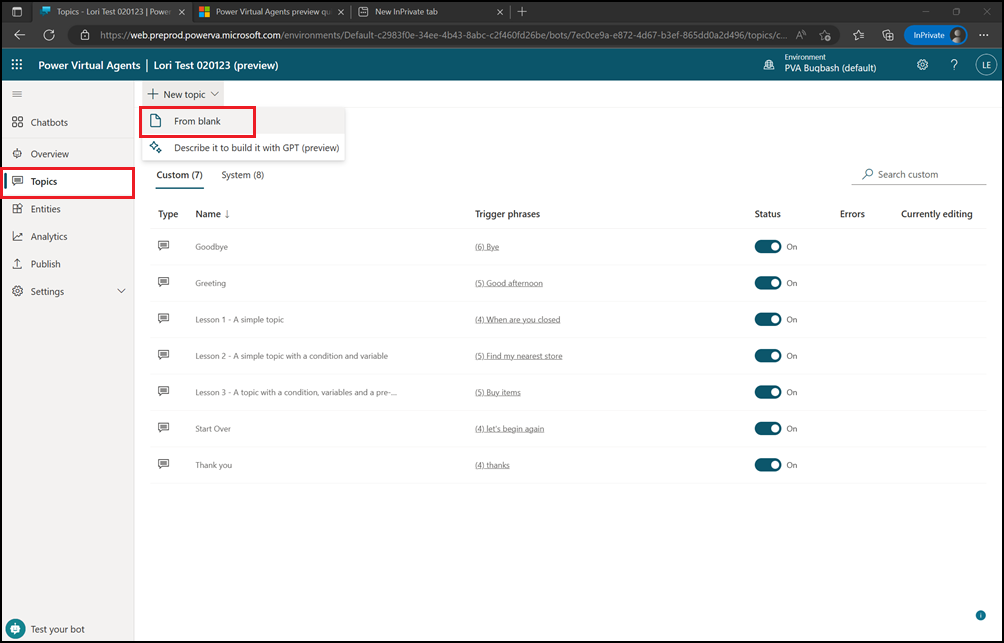 Topics - Lori Test 020123 | Power
Power Virtual Agents preview qu
New InPrivate tab
https://web.preprod.powerva.microsoft.com/environments/Default-c2983f0e-34ee-4b43-8abc-c2f460fd26be/bots/7ec0ce9a-e872-4d67-b3ef-865dd0a2d496/topics/c...
InPrivate
Power Virtual Agents | Lori Test 020123 (preview)
Environment
PVA Bugbash (default)
LE
New topic
Chatbots
From blank
Describe it to build it with GPT (preview)
Overview
Topics
Entities
Analytics
Publish
Settings
Custom (7) System (8) Search custom
Type Name ↓ Trigger phrases Status Errors Currently editing
Goodbye (6) Bye On
Greeting (5) Good afternoon On
Lesson 1 - A simple topic (4) When are you closed On
Lesson 2 - A simple topic with a condition and variable (5) Find my nearest store On
Lesson 3 - A topic with a condition, variables and a pre-... (5) Buy items On
Start Over (4) let's begin again On
Thank you (4) thanks On
Test your bot